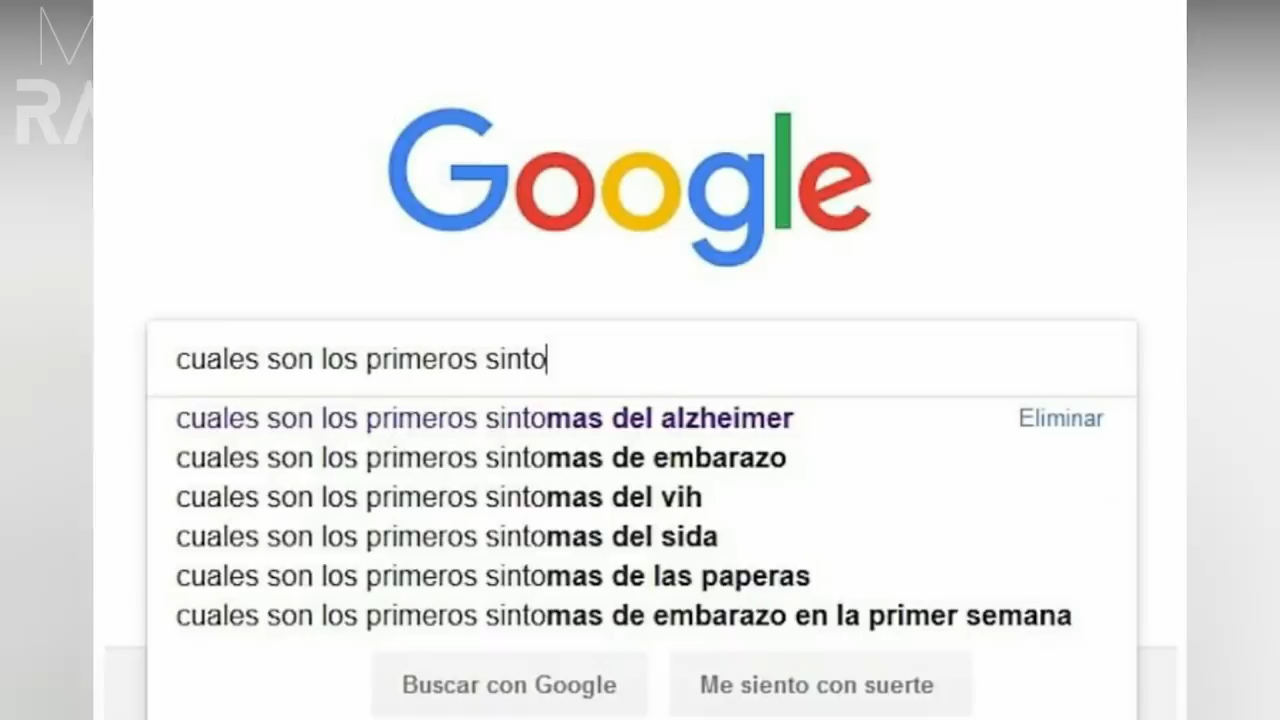 M
RA
Google
cuales son los primeros sinto
cuales son los primeros sintomas del alzheimer Eliminar
cuales son los primeros sintomas de embarazo
cuales son los primeros sintomas del vih
cuales son los primeros sintomas del sida
cuales son los primeros sintomas de las paperas
cuales son los primeros sintomas de embarazo en la primer semana
Buscar con Google Me siento con suerte